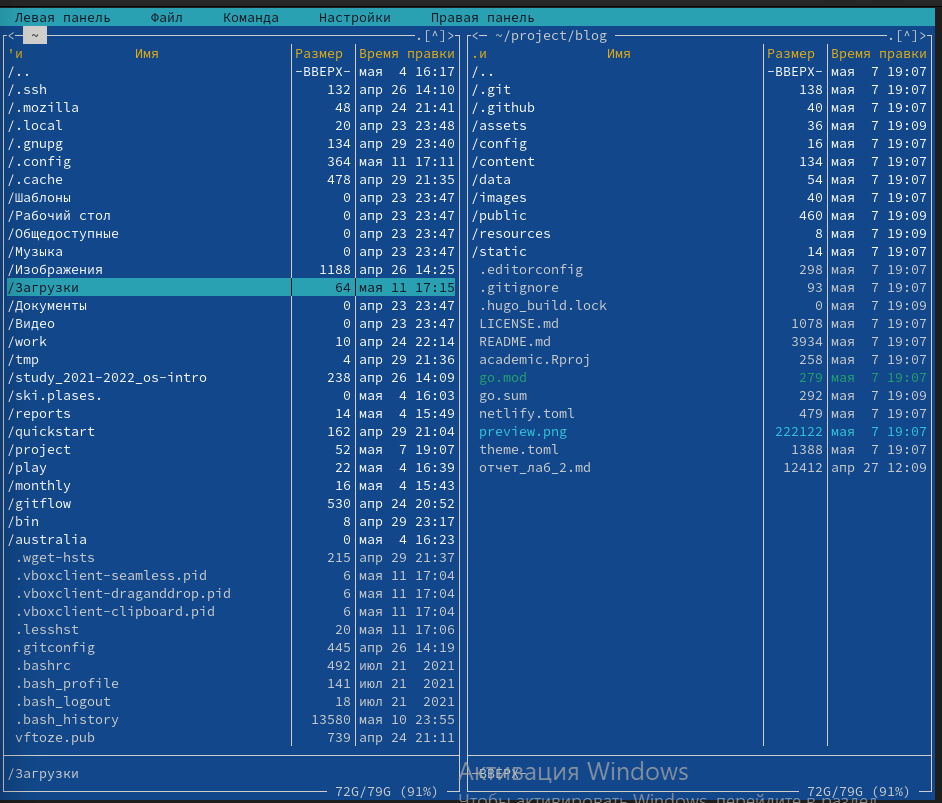 Левая панель Файл Команда Настройки Правая панель
<─ ~ .[^]>
'и Имя Размер Время правки
/.. -ВВЕРХ- мая 4 16:17
/.ssh 132 апр 26 14:10
/.mozilla 48 апр 24 21:41
/.local 20 апр 23 23:48
/.gnupg 134 апр 29 23:40
/.config 364 мая 11 17:11
/.cache 478 апр 29 21:35
/Шаблоны 0 апр 23 23:47
/Рабочий стол 0 апр 23 23:47
/Общедоступные 0 апр 23 23:47
/Музыка 0 апр 23 23:47
/Изображения 1188 апр 26 14:25
/Загрузки 64 мая 11 17:15
/Документы 0 апр 23 23:47
/Видео 0 апр 23 23:47
/work 10 апр 24 22:14
/tmp 4 апр 29 21:36
/study_2021-2022_os-intro 238 апр 26 14:09
/ski.plases. 0 мая 4 16:03
/reports 14 мая 4 15:49
/quickstart 162 апр 29 21:04
/project 52 мая 7 19:07
/play 22 мая 4 16:39
/monthly 16 мая 4 15:43
/gitflow 530 апр 24 20:52
/bin 8 апр 29 23:17
/australia 0 мая 4 16:23
.wget-hsts 215 апр 29 21:37
.vboxclient-seamless.pid 6 мая 11 17:04
.vboxclient-draganddrop.pid 6 мая 11 17:04
.vboxclient-clipboard.pid 6 мая 11 17:04
.lesshst 20 мая 11 17:06
.gitconfig 445 апр 26 14:19
.bashrc 492 июл 21 2021
.bash_profile 141 июл 21 2021
.bash_logout 18 июл 21 2021
.bash_history 13580 мая 10 23:55
vftoze.pub 739 апр 24 21:11
/Загрузки
72G/79G (91%)
<─ ~/project/blog .[^]>
.и Имя Размер Время правки
/.. -ВВЕРХ- мая 7 19:07
/.git 138 мая 7 19:07
/.github 40 мая 7 19:07
/assets 36 мая 7 19:09
/config 16 мая 7 19:07
/content 134 мая 7 19:07
/data 54 мая 7 19:07
/images 40 мая 7 19:07
/public 460 мая 7 19:09
/resources 8 мая 7 19:09
/static 14 мая 7 19:07
.editorconfig 298 мая 7 19:07
.gitignore 93 мая 7 19:07
.hugo_build.lock 0 мая 7 19:09
LICENSE.md 1078 мая 7 19:07
README.md 3934 мая 7 19:07
academic.Rproj 258 мая 7 19:07
go.mod 279 мая 7 19:07
go.sum 292 мая 7 19:09
netlify.toml 479 мая 7 19:07
preview.png 222122 мая 7 19:07
theme.toml 1388 мая 7 19:07
отчет_лаб_2.md 12412 апр 27 12:09
-ВВЕРХ-
Активация Windows
72G/79G (91%)
Чтобы активировать Windows, перейдите в раздел